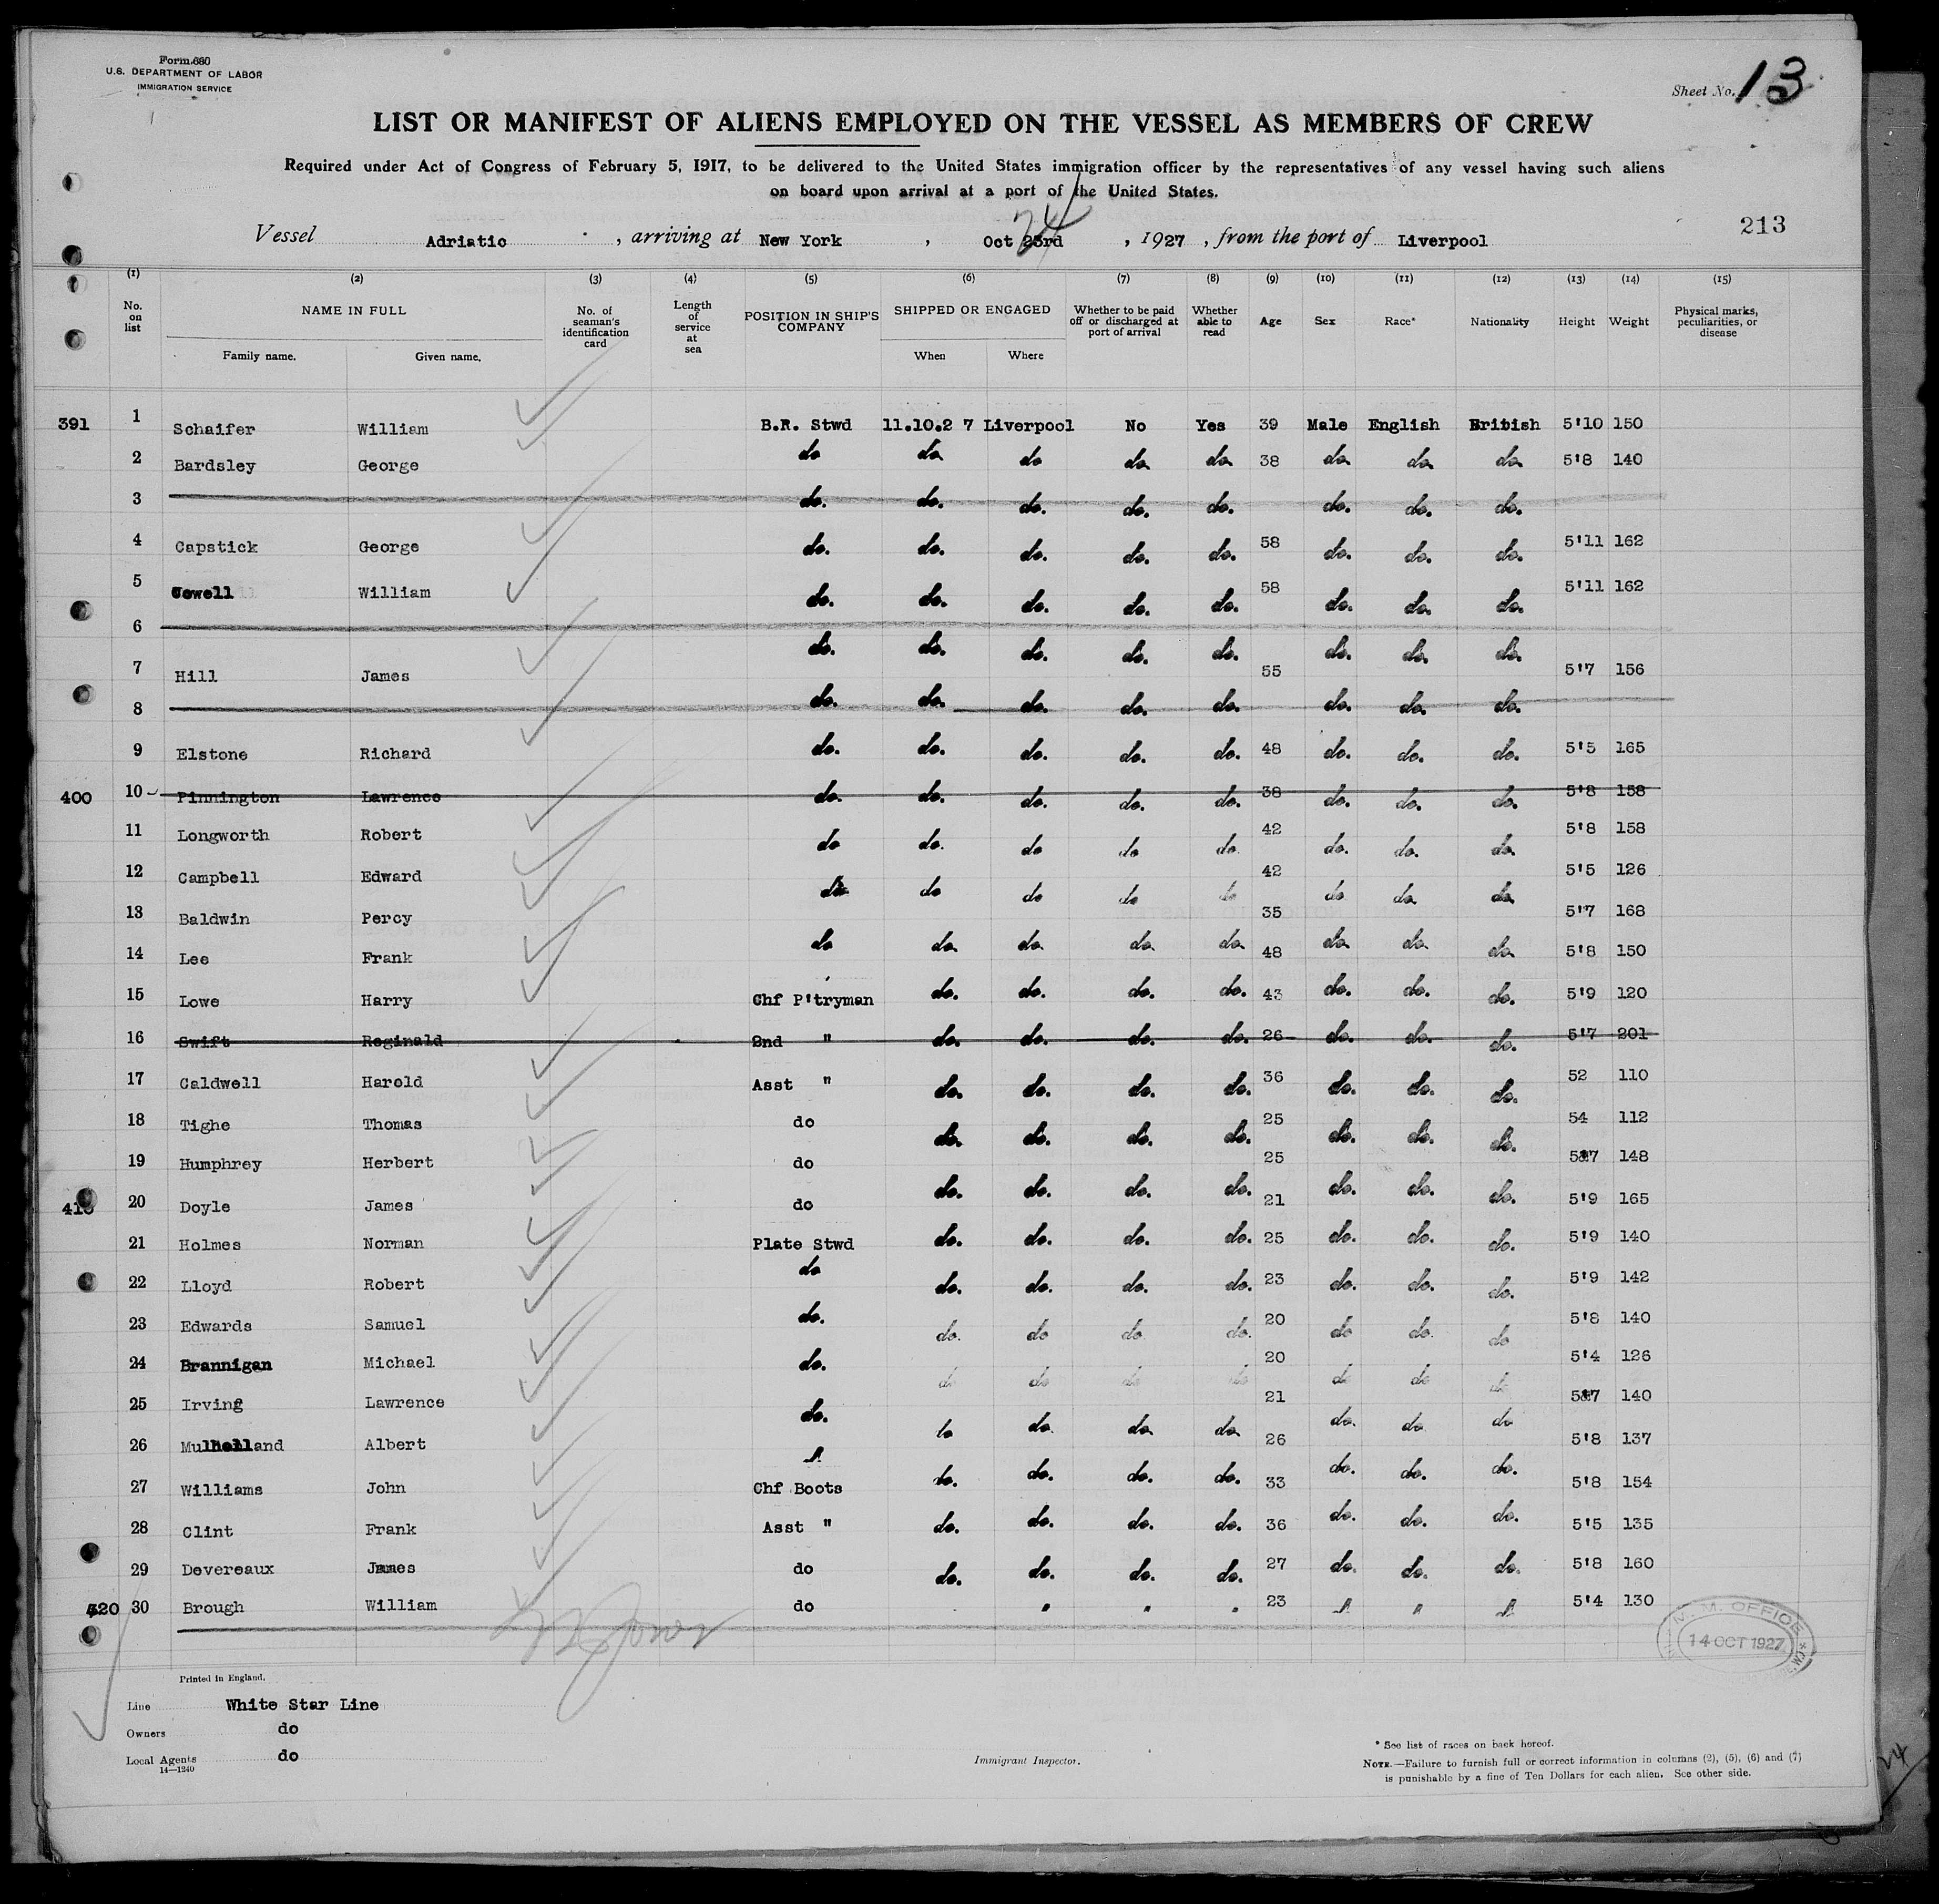 Form 680
U.S. DEPARTMENT OF LABOR
IMMIGRATION SERVICE
Sheet No. 13
LIST OR MANIFEST OF ALIENS EMPLOYED ON THE VESSEL AS MEMBERS OF CREW
Required under Act of Congress of February 5, 1917, to be delivered to the United States immigration officer by the representatives of any vessel having such aliens
on board upon arrival at a port of the United States.
213
Vessel Adriatic , arriving at New York , Oct 23rd 24 , 1927 , from the port of Liverpool
(1) (2) (3) (4) (5) (6) (7) (8) (9) (10) (11) (12) (13) (14) (15)
No. on list NAME IN FULL Family name. Given name. No. of seaman's identification card Length of service at sea POSITION IN SHIP'S COMPANY SHIPPED OR ENGAGED When Where Whether to be paid off or discharged at port of arrival Whether able to read Age Sex Race* Nationality Height Weight Physical marks, peculiarities, or disease
391 1 Schaifer William B.R. Stwd 11.10.2 7 Liverpool No Yes 39 Male English British 5'10 150
2 Bardsley George do do do do do 38 do do do 5'8 140
3 do. do. do. do. do. do. do. do.
4 Capstick George do. do. do. do. do. 58 do. do. do. 5'11 162
5 William do. do. do. do. do. 58 do. do. do. 5'11 162
6
7 Hill James do. do. do. do. do. 55 do. do. do. 5'7 156
8 do. do. do. do. do. do. do. do.
9 Elstone Richard do. do. do. do. do. 48 do. do. do. 5'5 165
400 10 Pinnington Lawrence do. do. do. do. do. 38 do. do. do. 5'8 158
11 Longworth Robert do do. do do do 42 do. do. do. 5'8 158
12 Campbell Edward do do do do do 42 do do do 5'5 126
13 Baldwin Percy 35 5'7 168
14 Lee Frank do do do do do 48 do do do 5'8 150
15 Lowe Harry Chf P'tryman do. do. do. do. 43 do. do. do. 5'9 120
16 Swift Reginald 2nd " do. do. do. do. 26 do. do. do. 5'7 201
17 Caldwell Harold Asst " do. do. do. do. 36 do. do. do. 52 110
18 Tighe Thomas do do. do. do. do. 25 do. do. do. 54 112
19 Humphrey Herbert do 25 5'7 148
20 Doyle James do do. do. do. do. 21 do. do. do. 5'9 165
21 Holmes Norman Plate Stwd do. do. do. do. 25 do. do. do. 5'9 140
22 Lloyd Robert do do. do. do. do. 23 do. do. do. 5'9 142
23 Edwards Samuel do. do. do do do. 20 do do. do 5'8 140
24 Brannigan Michael do. do do do do 20 do do do 5'4 126
25 Irving Lawrence do. do do do do 21 do. do do 5'7 140
26 Mulholland Albert 26 5'8 137
27 Williams John Chf Boots do. do. do. do. 33 do. do. do. 5'8 154
28 Clint Frank Asst " do. do. do. do. 36 do. do. do. 5'5 135
29 Devereaux James do do. do. do. do. 27 do. do. do. 5'8 160
30 Brough William do " " " 23 " " " 5'4 130
14 OCT 1927
Printed in England.
Line White Star Line
Owners do
Local Agents do
14—1240
Immigrant Inspector.
* See list of races on back hereof.
NOTE.—Failure to furnish full or correct information in columns (2), (5), (6) and (7)
is punishable by a fine of Ten Dollars for each alien. See other side.
24